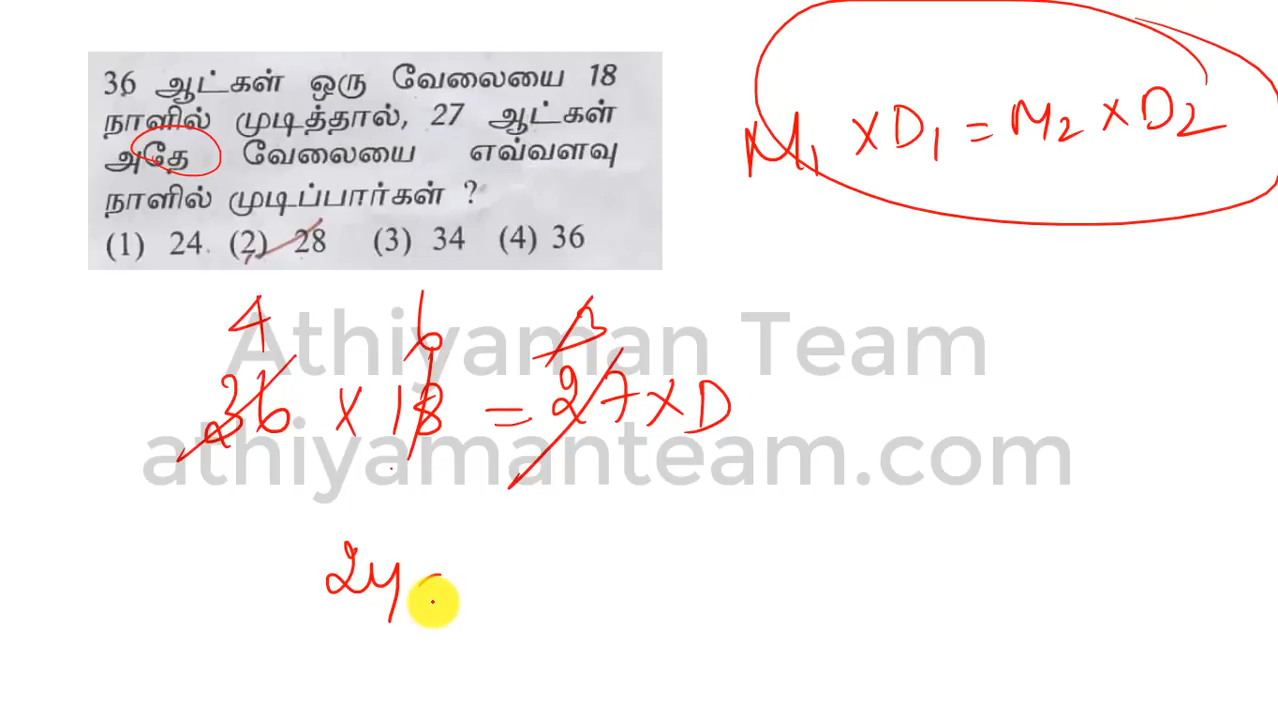 36 ஆட்கள் ஒரு வேலையை 18
நாளில் முடித்தால், 27 ஆட்கள்
அதே வேலையை எவ்வளவு
நாளில் முடிப்பார்கள் ?
(1) 24 (2) 28 (3) 34 (4) 36
M1 X D1 = M2 X D2
4 6 3
36 X 18 = 27 X D
24
Athiyaman Team
athiyamanteam.com